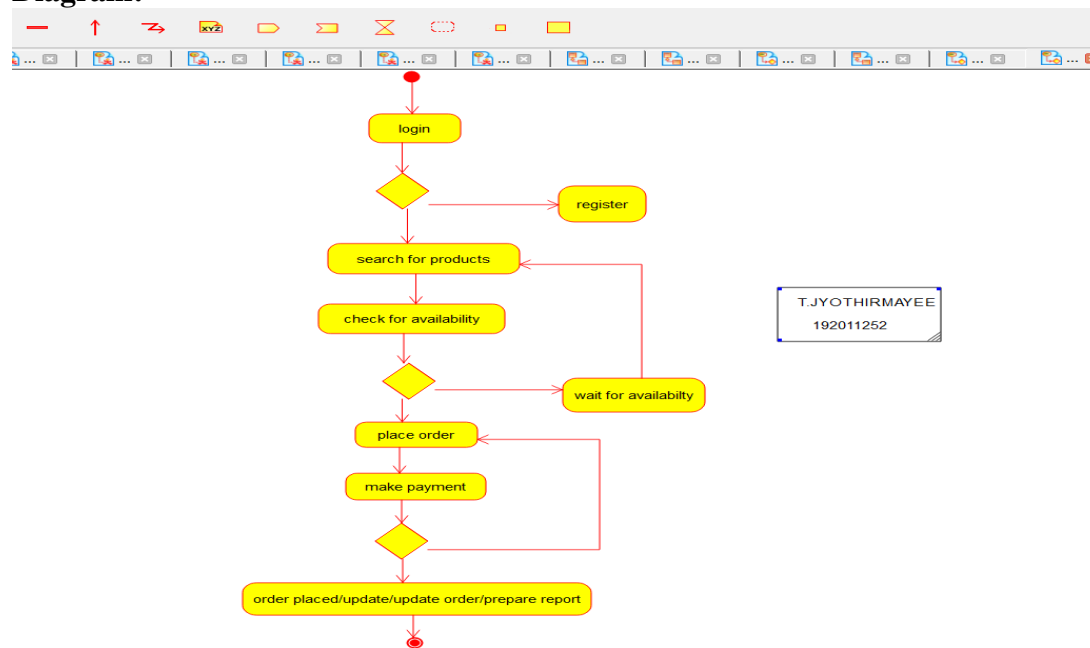 Diagram:
XYZ
... ... ... ... ... ... ... ... ... ... ... ...
login
register
search for products
T.JYOTHIRMAYEE
192011252
check for availability
wait for availabilty
place order
make payment
order placed/update/update order/prepare report